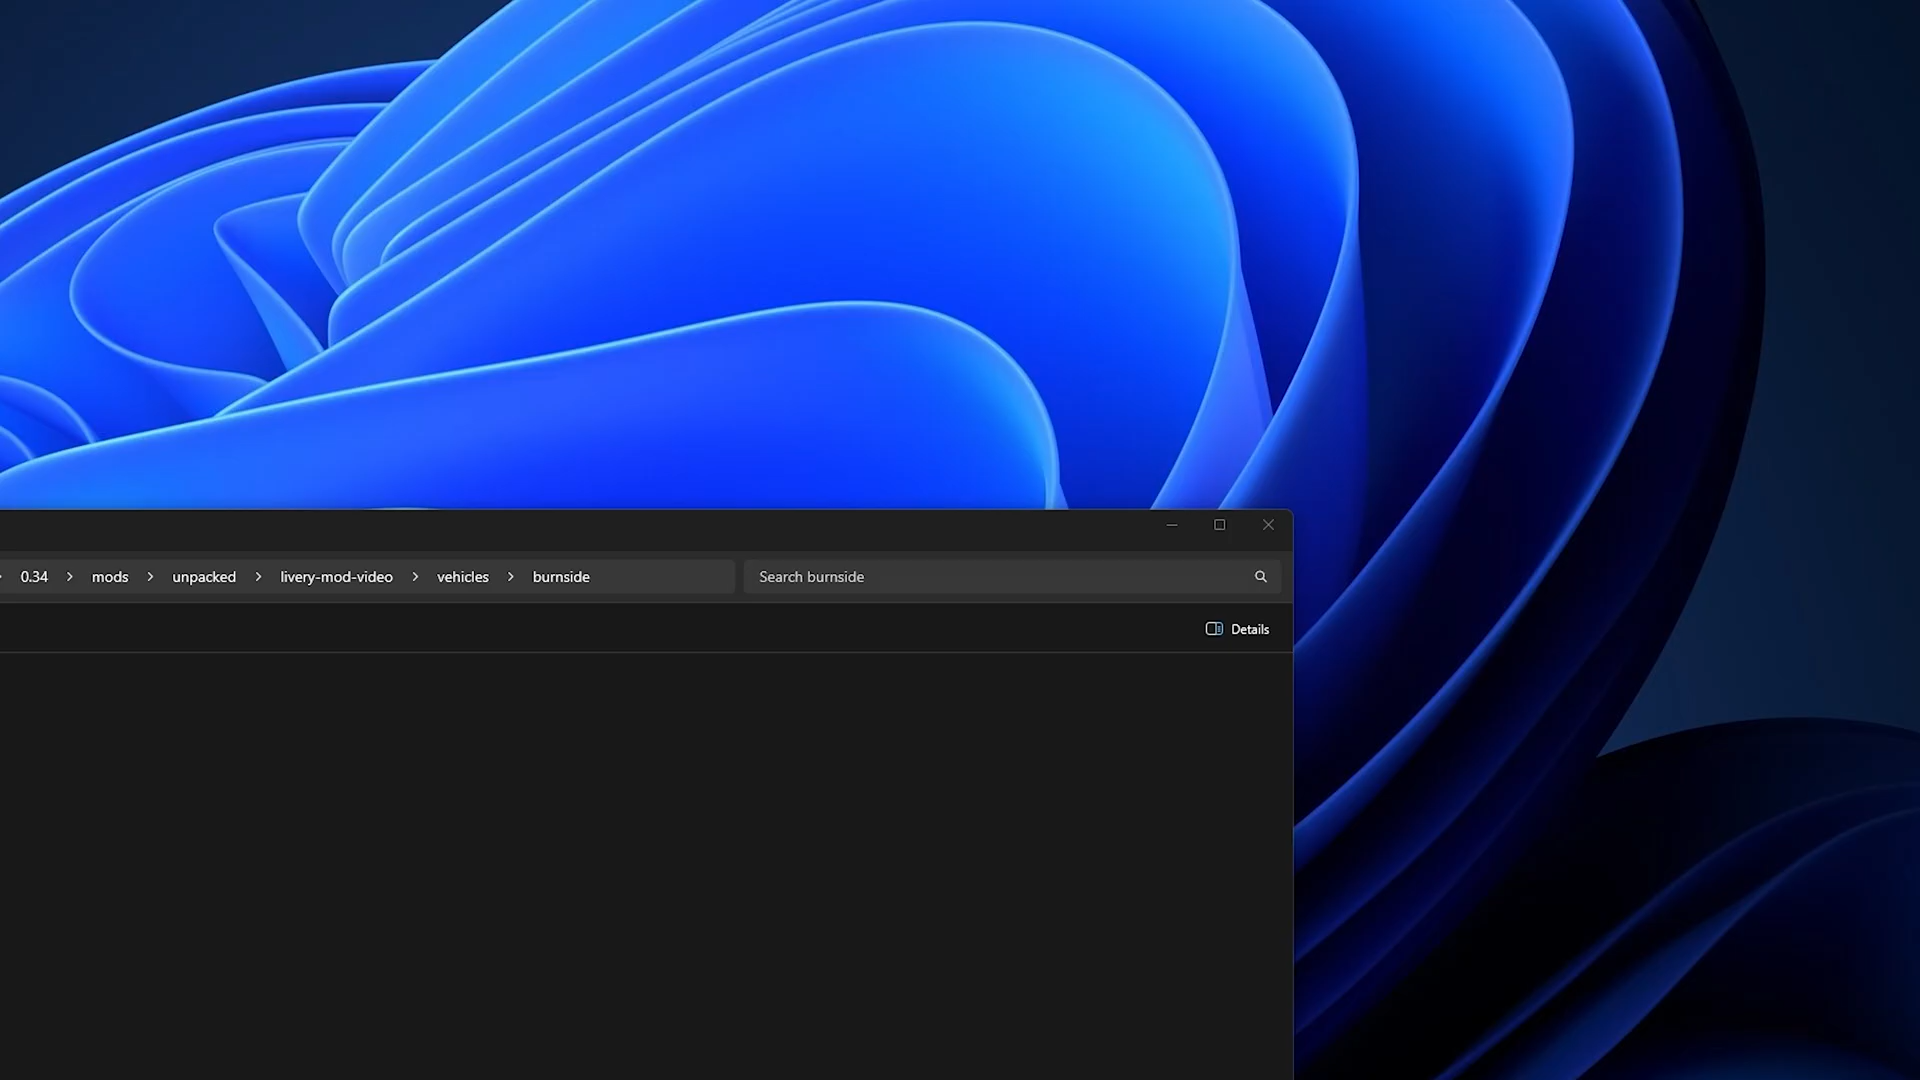 0.34 > mods > unpacked > livery-mod-video > vehicles > burnside
Search burnside
Details